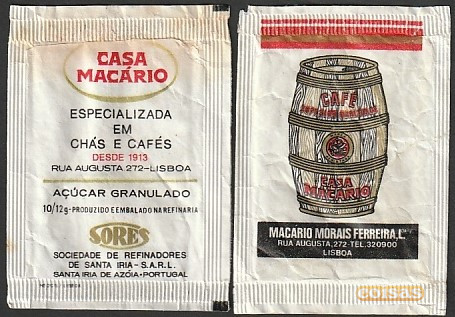 CASA
MACÁRIO
ESPECIALIZADA
EM
CHÁS E CAFÉS
DESDE 1913
RUA AUGUSTA 272-LISBOA
AÇÚCAR GRANULADO
10/12g-PRODUZIDO E EMBALADO NA REFINARIA
SORES
SOCIEDADE DE REFINADORES
DE SANTA IRIA-S.A.R.L.
SANTA IRIA DE AZÓIA-PORTUGAL
CAFÉ
CASA
MACARIO
MACARIO MORAIS FERREIRA,L.
RUA AUGUSTA,272-TEL.320900
LISBOA
coisas